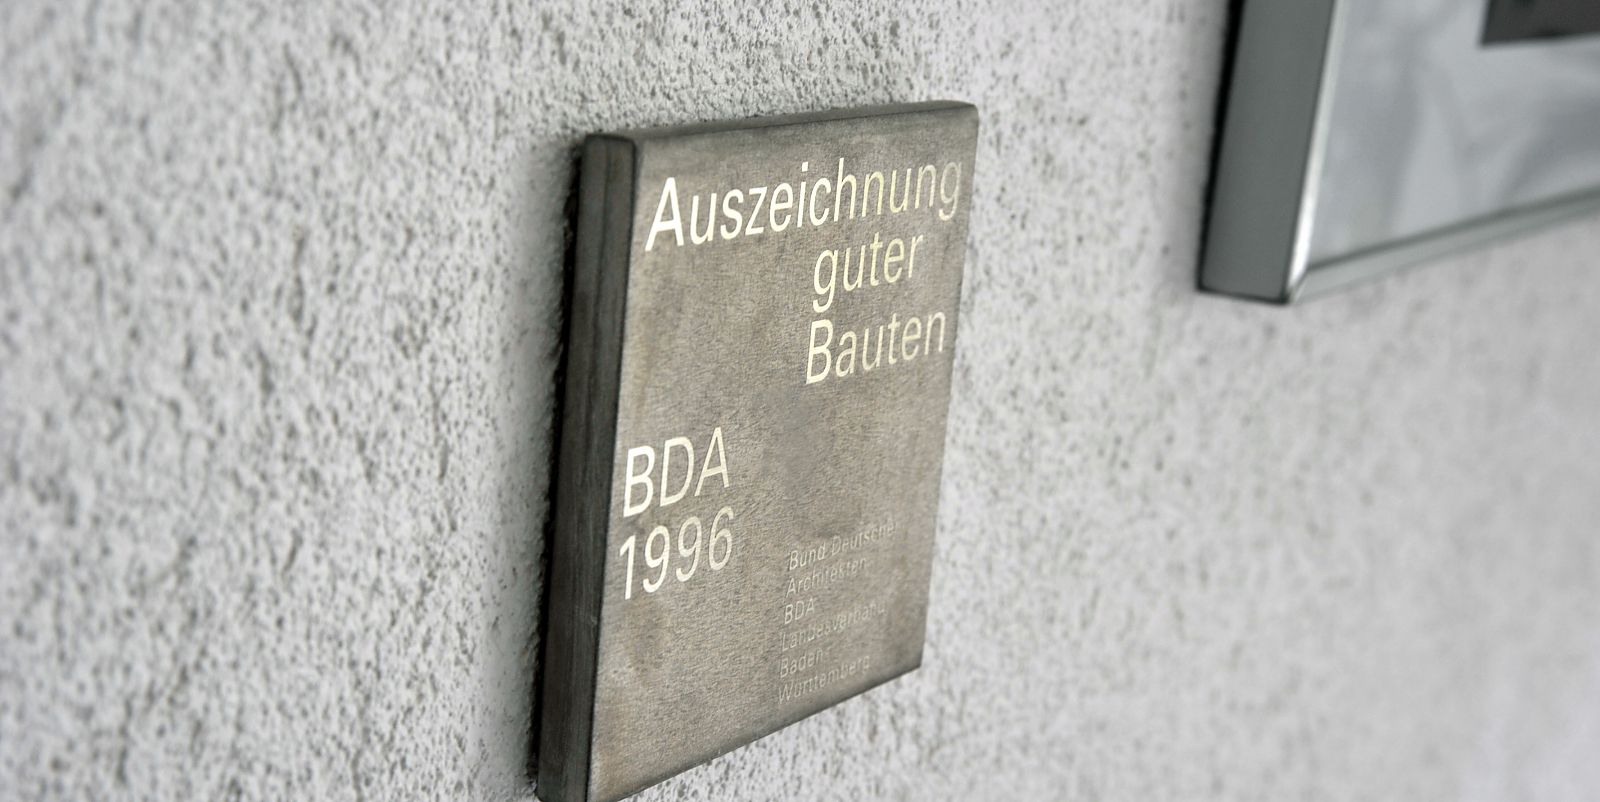 Auszeichnung
guter
Bauten
BDA
1996
Bund Deutscher
Architekten
BDA
Landesverband
Baden-
Württemberg